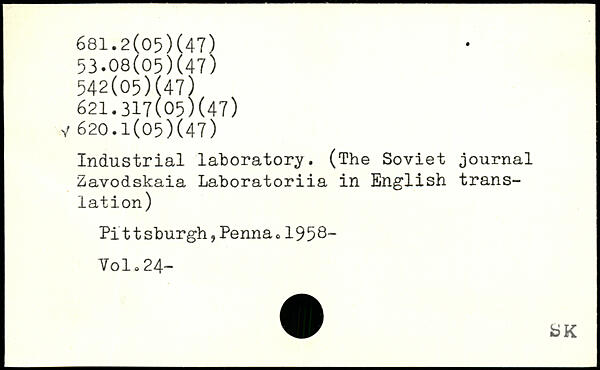 681.2(05)(47)
53.08(05)(47)
542(05)(47)
621.317(05)(47)
√ 620.1(05)(47)
Industrial laboratory. (The Soviet journal
Zavodskaia Laboratoriia in English trans-
lation)
Pittsburgh,Penna.1958-
Vol.24-
SK